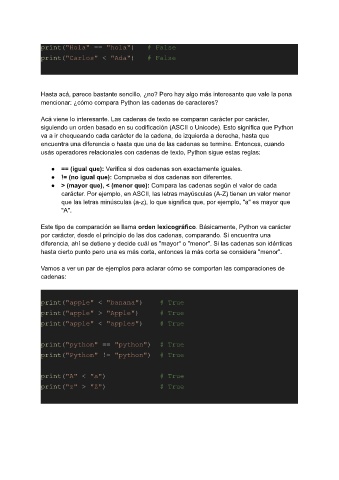 print("Hola" == "hola")   # False
print("Carlos" < "Ada")   # False
Hasta acá, parece bastante sencillo, ¿no? Pero hay algo más interesante que vale la pena
mencionar: ¿cómo compara Python las cadenas de caracteres?
Acá viene lo interesante. Las cadenas de texto se comparan carácter por carácter,
siguiendo un orden basado en su codificación (ASCII o Unicode). Esto significa que Python
va a ir chequeando cada carácter de la cadena, de izquierda a derecha, hasta que
encuentra una diferencia o hasta que una de las cadenas se termino. Entonces, cuando
usás operadores relacionales con cadenas de texto, Python sigue estas reglas:
● == (igual que): Verifica si dos cadenas son exactamente iguales.
● != (no igual que): Comprueba si dos cadenas son diferentes.
● > (mayor que), < (menor que): Compara las cadenas según el valor de cada
carácter. Por ejemplo, en ASCII, las letras mayúsculas (A-Z) tienen un valor menor
que las letras minúsculas (a-z), lo que significa que, por ejemplo, "a" es mayor que
"A".
Este tipo de comparación se llama orden lexicográfico. Básicamente, Python va carácter
por carácter, desde el principio de las dos cadenas, comparando. Si encuentra una
diferencia, ahí se detiene y decide cuál es "mayor" o "menor". Si las cadenas son idénticas
hasta cierto punto pero una es más corta, entonces la más corta se considera "menor".
Vamos a ver un par de ejemplos para aclarar cómo se comportan las comparaciones de
cadenas:
print("apple" < "banana")    # True
print("apple" > "Apple")     # True
print("apple" < "apples")    # True
print("python" == "python")  # True
print("Python" != "python")  # True
print("A" < "a")             # True
print("z" > "Z")             # True